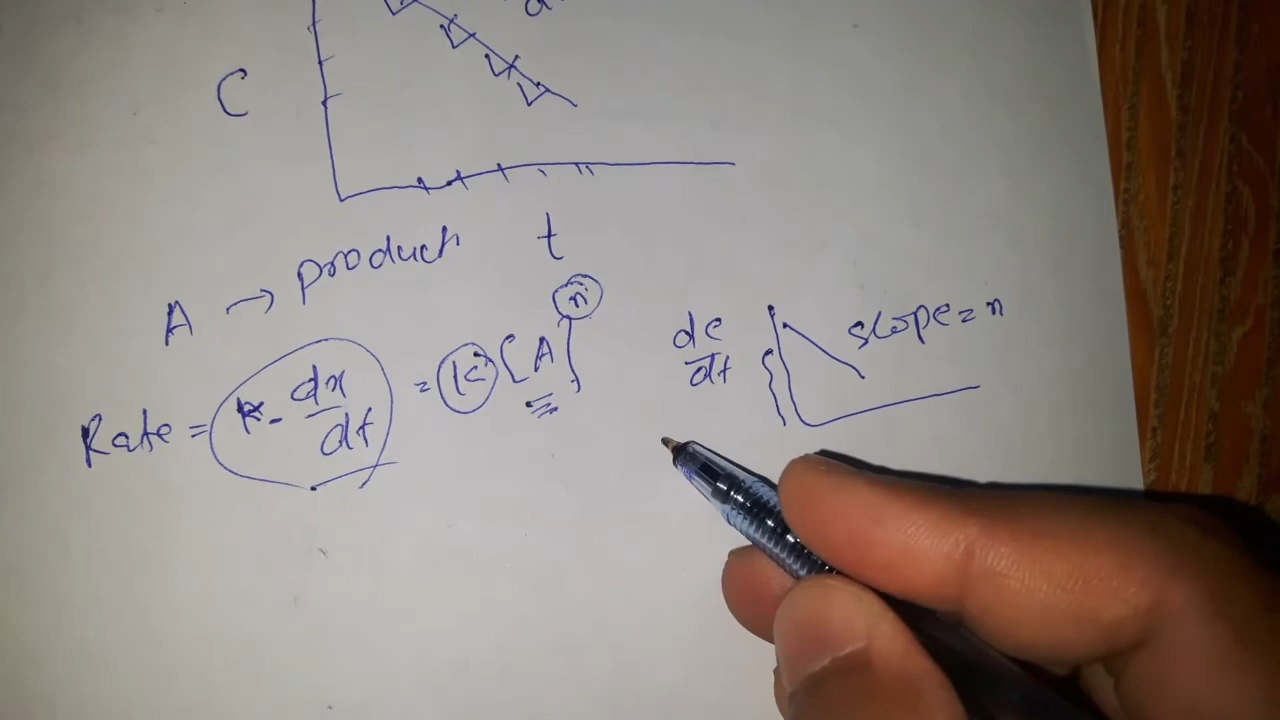 C
t
A → product
Rate = - dx/dt = K [A]^n
dc/dt
slope = n